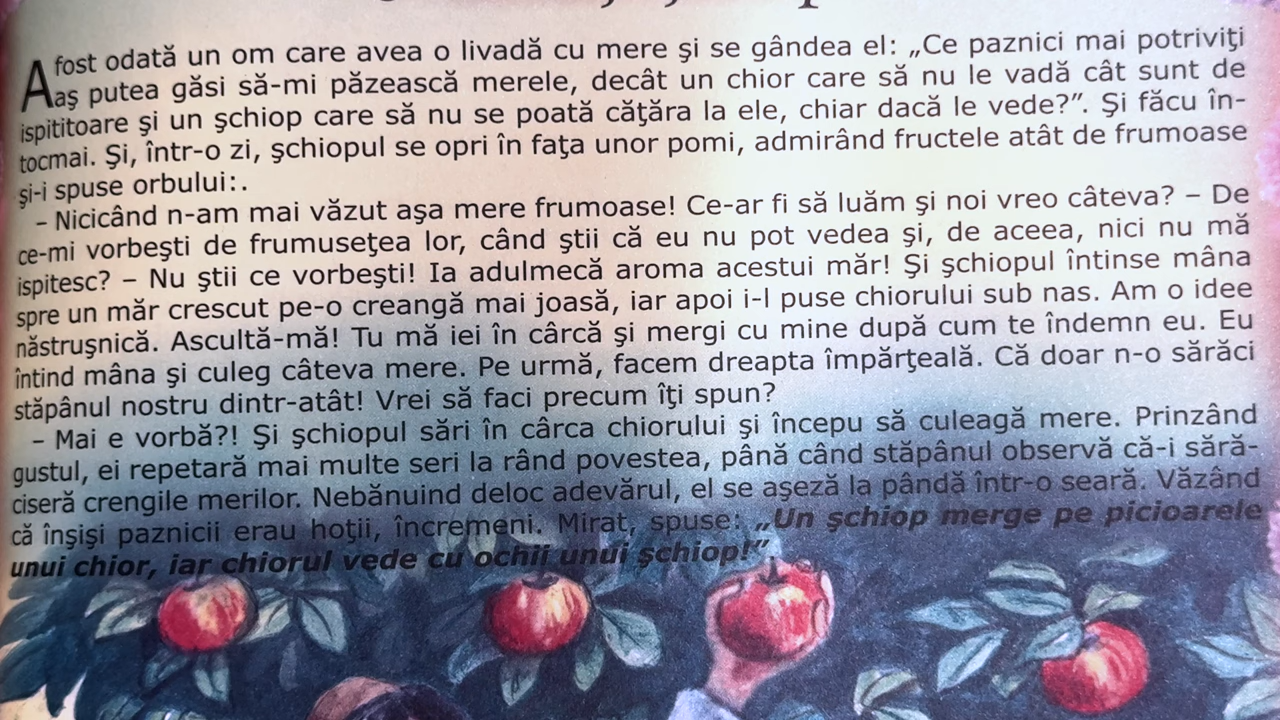 A fost odată un om care avea o livadă cu mere şi se gândea el: „Ce paznici mai potriviţi
aş putea găsi să-mi păzească merele, decât un chior care să nu le vadă cât sunt de
ispititoare şi un şchiop care să nu se poată căţăra la ele, chiar dacă le vede?”. Şi făcu în-
tocmai. Şi, într-o zi, şchiopul se opri în faţa unor pomi, admirând fructele atât de frumoase
şi-i spuse orbului:.
– Nicicând n-am mai văzut aşa mere frumoase! Ce-ar fi să luăm şi noi vreo câteva? – De
ce-mi vorbeşti de frumuseţea lor, când ştii că eu nu pot vedea şi, de aceea, nici nu mă
ispitesc? – Nu ştii ce vorbeşti! Ia adulmecă aroma acestui măr! Şi şchiopul întinse mâna
spre un măr crescut pe-o creangă mai joasă, iar apoi i-l puse chiorului sub nas. Am o idee
năstruşnică. Ascultă-mă! Tu mă iei în cârcă şi mergi cu mine după cum te îndemn eu. Eu
întind mâna şi culeg câteva mere. Pe urmă, facem dreapta împărţeală. Că doar n-o sărăci
stăpânul nostru dintr-atât! Vrei să faci precum îţi spun?
– Mai e vorbă?! Şi şchiopul sări în cârca chiorului şi începu să culeagă mere. Prinzând
gustul, ei repetară mai multe seri la rând povestea, până când stăpânul observă că-i sără-
ciseră crengile merilor. Nebănuind deloc adevărul, el se aşeză la pândă într-o seară. Văzând
că înşişi paznicii erau hoţii, încremeni. Mirat, spuse: „Un şchiop merge pe picioarele
unui chior, iar chiorul vede cu ochii unui şchiop!”